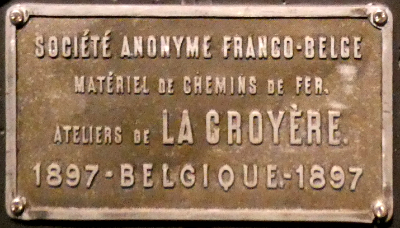 SOCIÉTÉ ANONYME FRANCO-BELGE
MATÉRIEL DE CHEMINS DE FER.
ATELIERS DE LA CROYÈRE.
1897-BELGIQUE.-1897